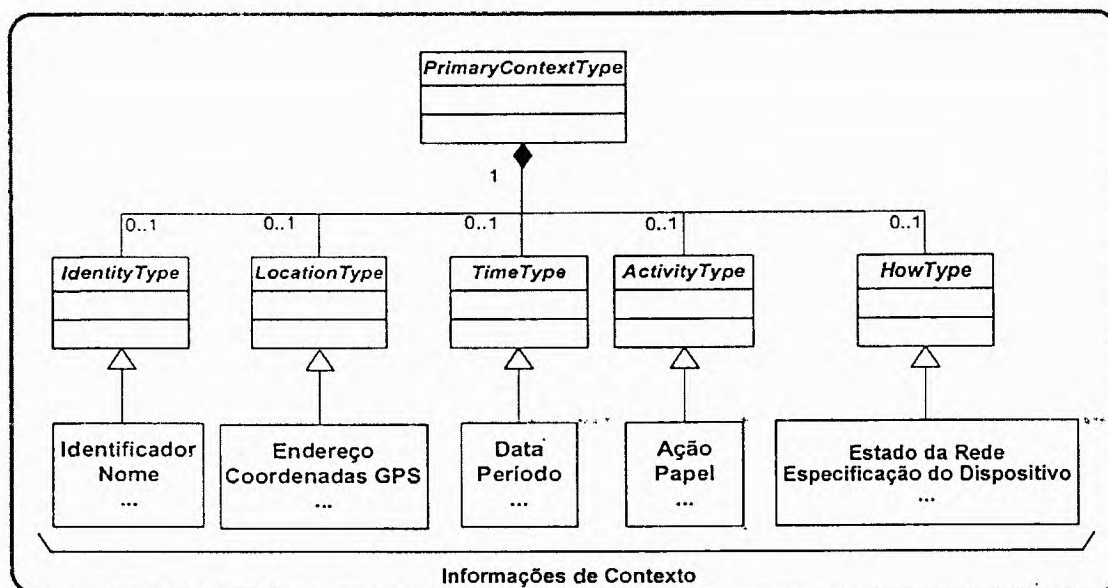 PrimaryContextType
1
0..1 0..1 0..1 0..1 0..1
IdentityType LocationType TimeType ActivityType HowType
Identificador Endereço Data Ação Estado da Rede
Nome Coordenadas GPS Período Papel Especificação do Dispositivo
... ... ... ... ...
Informações de Contexto